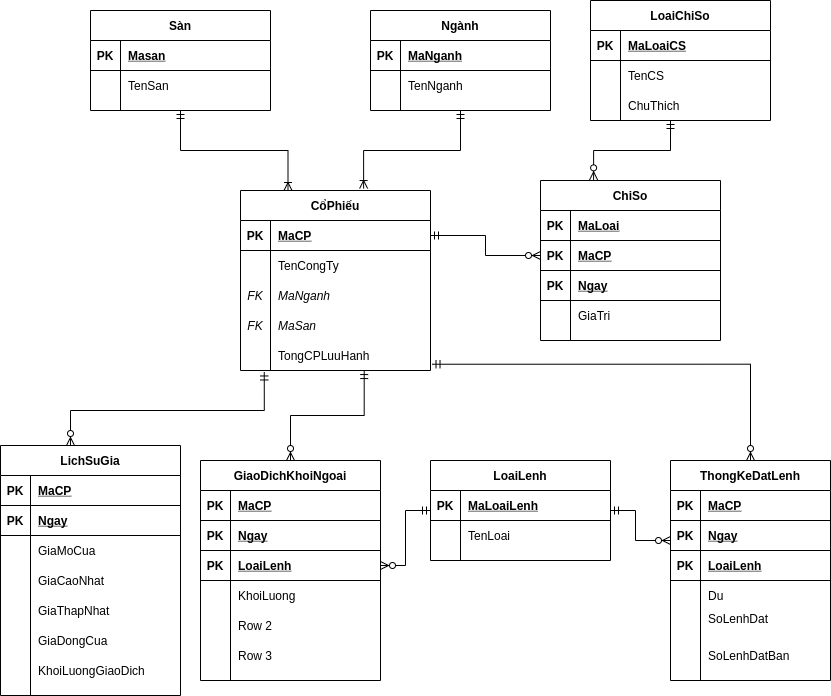 Sàn
PK Masan
TenSan
Ngành
PK MaNganh
TenNganh
LoaiChiSo
PK MaLoaiCS
TenCS
ChuThich
CổPhiếu
PK MaCP
TenCongTy
FK MaNganh
FK MaSan
TongCPLuuHanh
ChiSo
PK MaLoai
PK MaCP
PK Ngay
GiaTri
LichSuGia
PK MaCP
PK Ngay
GiaMoCua
GiaCaoNhat
GiaThapNhat
GiaDongCua
KhoiLuongGiaoDich
GiaoDichKhoiNgoai
PK MaCP
PK Ngay
PK LoaiLenh
KhoiLuong
Row 2
Row 3
LoaiLenh
PK MaLoaiLenh
TenLoai
ThongKeDatLenh
PK MaCP
PK Ngay
PK LoaiLenh
Du
SoLenhDat
SoLenhDatBan